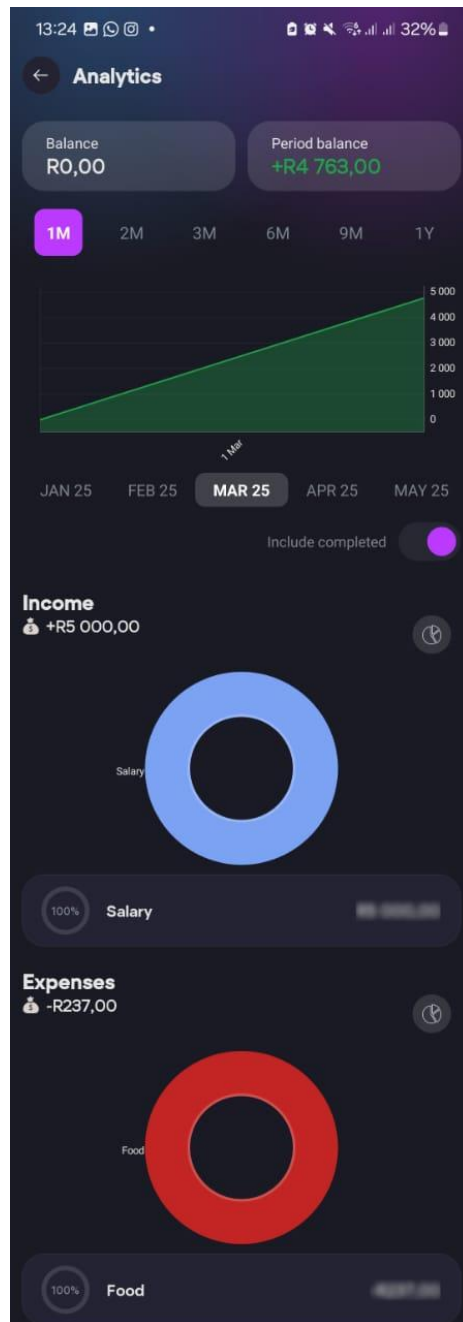 13:24 32%
Analytics
Balance
R0,00
Period balance
+R4 763,00
1M 2M 3M 6M 9M 1Y
5 000
4 000
3 000
2 000
1 000
0
1 Mar
JAN 25 FEB 25 MAR 25 APR 25 MAY 25
Include completed
Income
+R5 000,00
Salary
100% Salary
Expenses
-R237,00
Food
100% Food